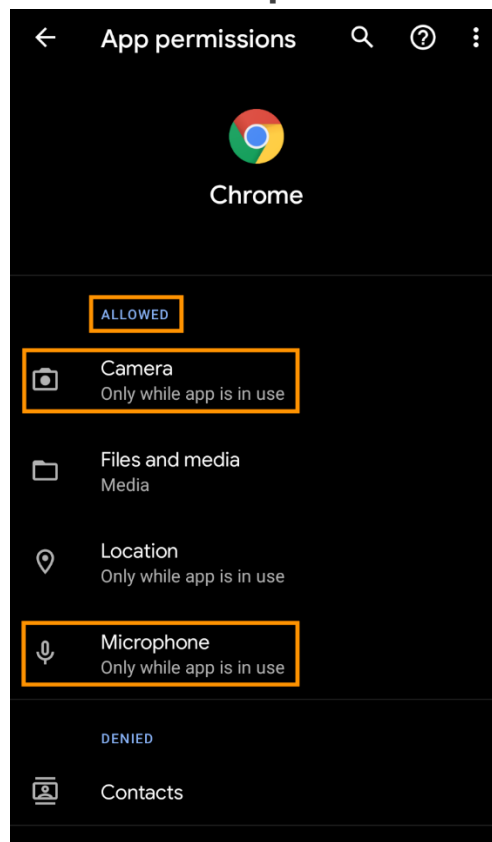 App permissions
Chrome
ALLOWED
Camera
Only while app is in use
Files and media
Media
Location
Only while app is in use
Microphone
Only while app is in use
DENIED
Contacts